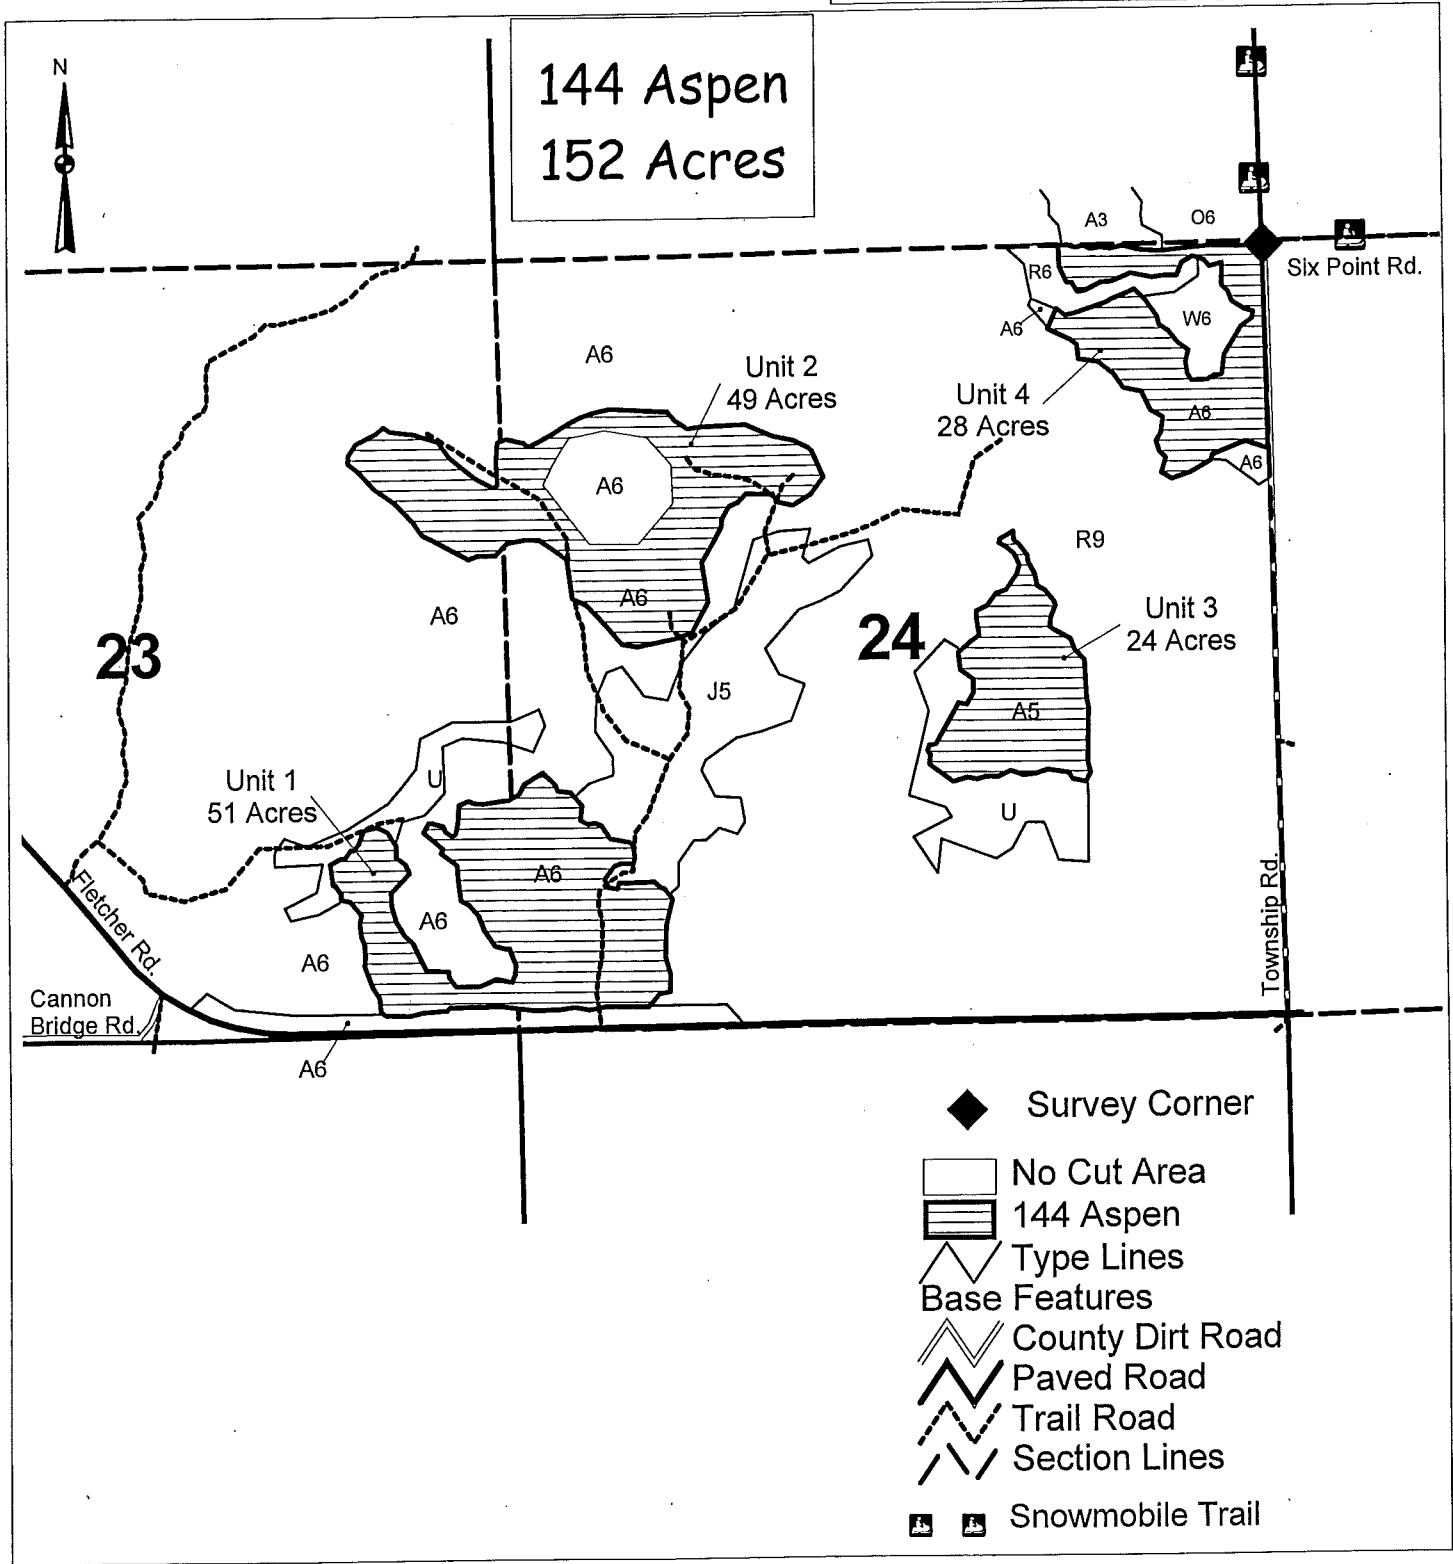 N
144 Aspen
152 Acres
A3
O6
R6
Six Point Rd.
W6
A6
A6
Unit 2
49 Acres
Unit 4
28 Acres
A6
A6
A6
R9
A6
A6
Unit 3
24 Acres
23
24
J5
A5
Unit 1
51 Acres
U
U
A6
Fletcher Rd.
A6
A6
Township Rd.
Cannon
Bridge Rd.
A6
Survey Corner
No Cut Area
144 Aspen
Type Lines
Base Features
County Dirt Road
Paved Road
Trail Road
Section Lines
Snowmobile Trail